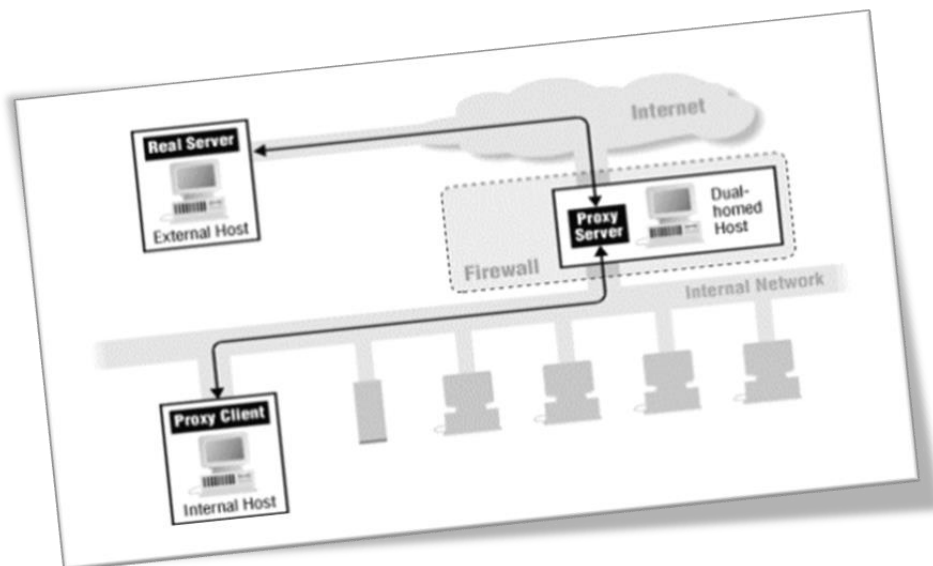 Internet
Real Server
External Host
Dual-
homed
Host
Proxy
Server
Firewall
Internal Network
Proxy Client
Internal Host